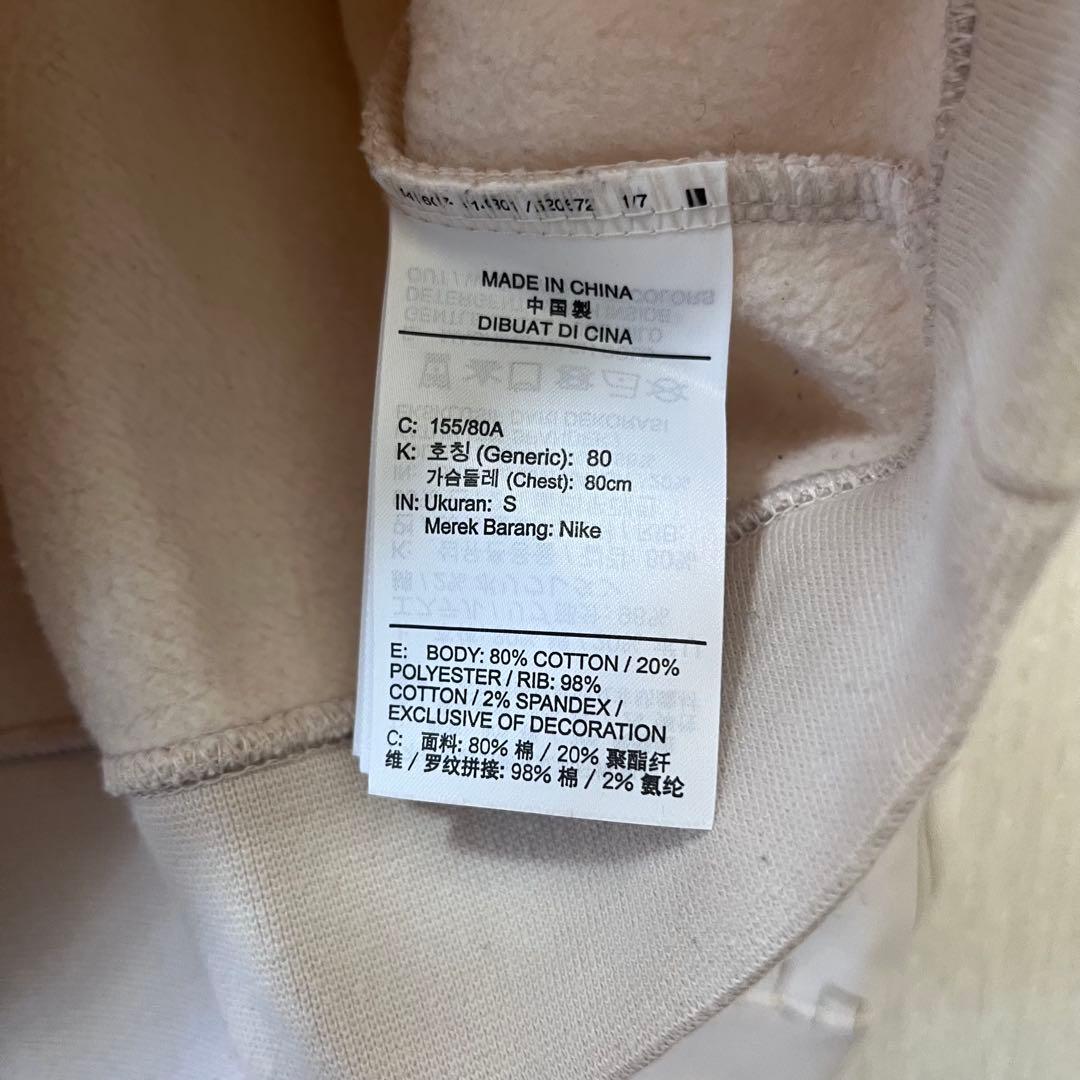 1/7
MADE IN CHINA
中国製
DIBUAT DI CINA
C: 155/80A
K: 호칭 (Generic): 80
가슴둘레 (Chest): 80cm
IN: Ukuran: S
Merek Barang: Nike
E: BODY: 80% COTTON / 20%
POLYESTER / RIB: 98%
COTTON / 2% SPANDEX /
EXCLUSIVE OF DECORATION
C: 面料: 80% 棉 / 20% 聚酯纤
维 / 罗纹拼接: 98% 棉 / 2% 氨纶